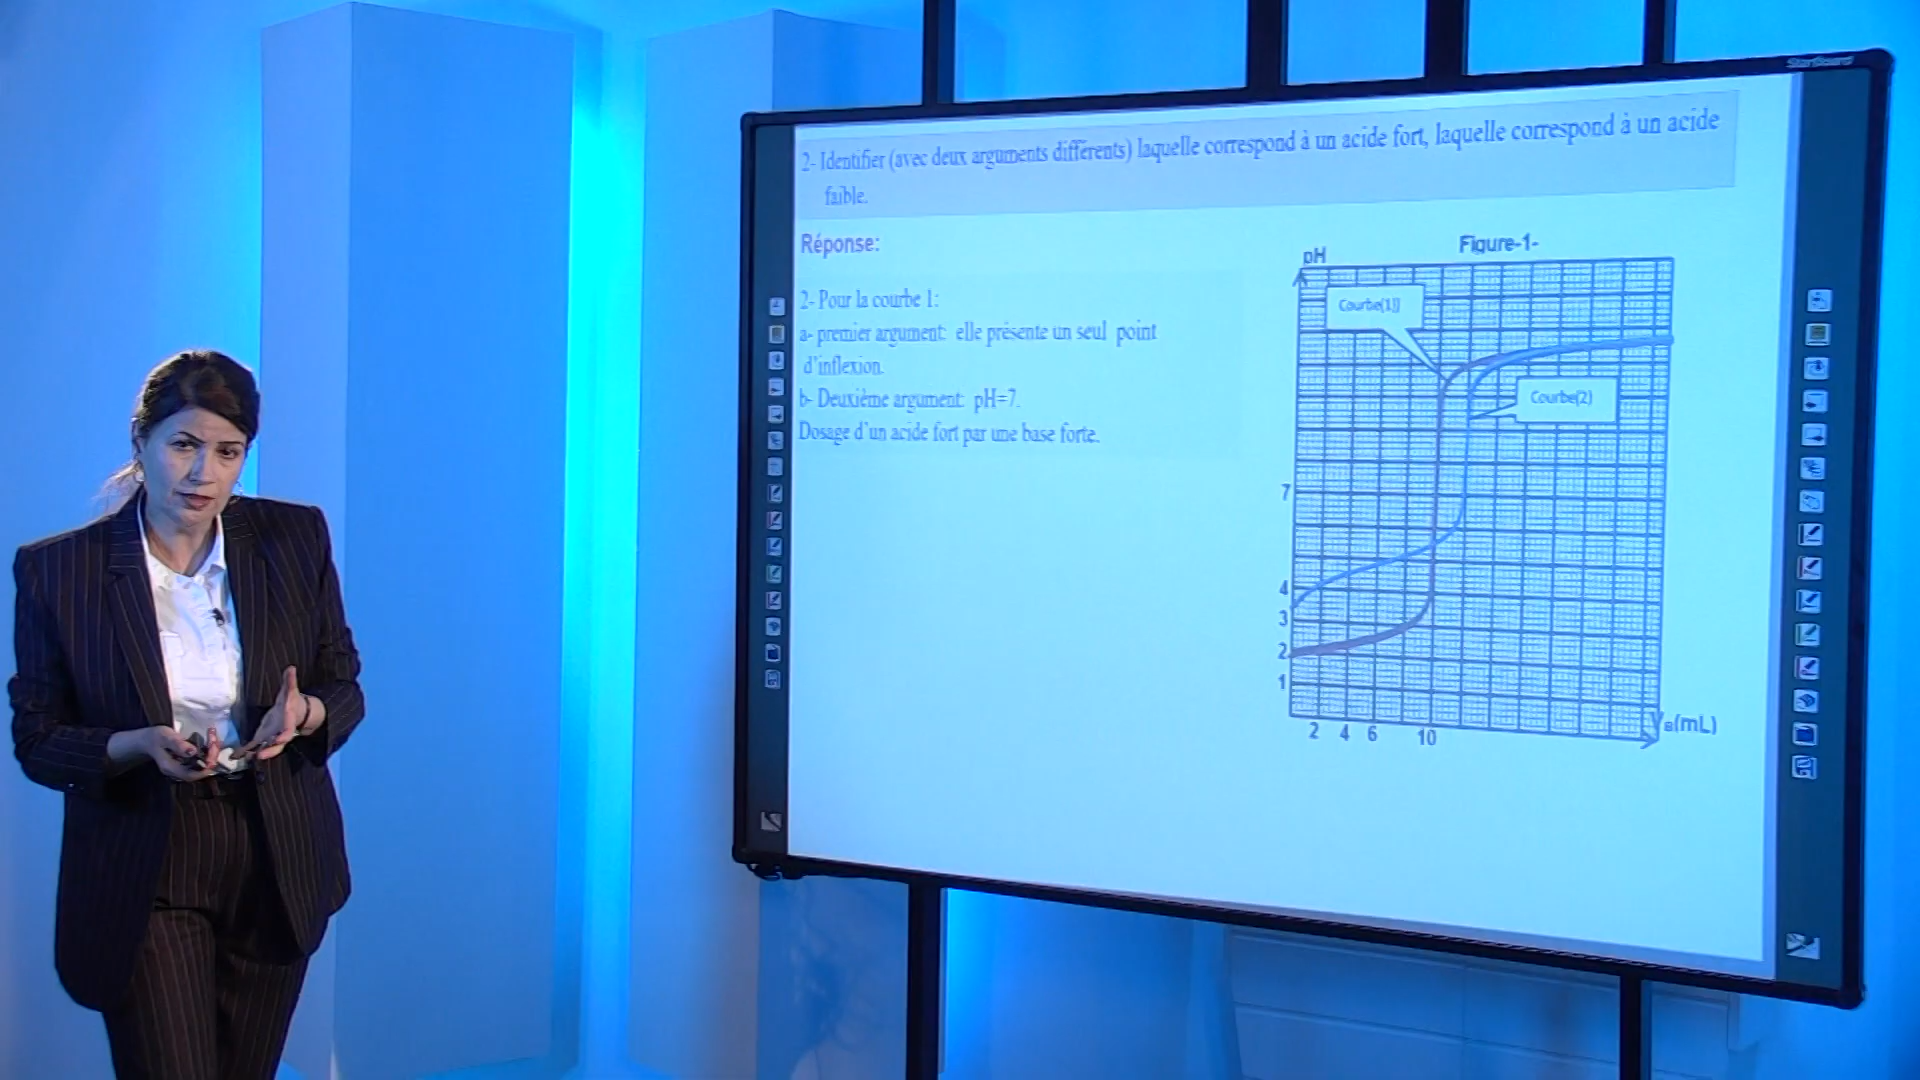 StarBoard
2- Identifier (avec deux arguments différents) laquelle correspond à un acide fort, laquelle correspond à un acide
faible.
Réponse:
2- Pour la courbe 1:
a- premier argument: elle présente un seul point
d'inflexion.
b- Deuxième argument: pH=7.
Dosage d'un acide fort par une base forte.
Figure-1-
pH
Courbe(1)
Courbe(2)
7
4
3
2
1
2 4 6 10
VB(mL)